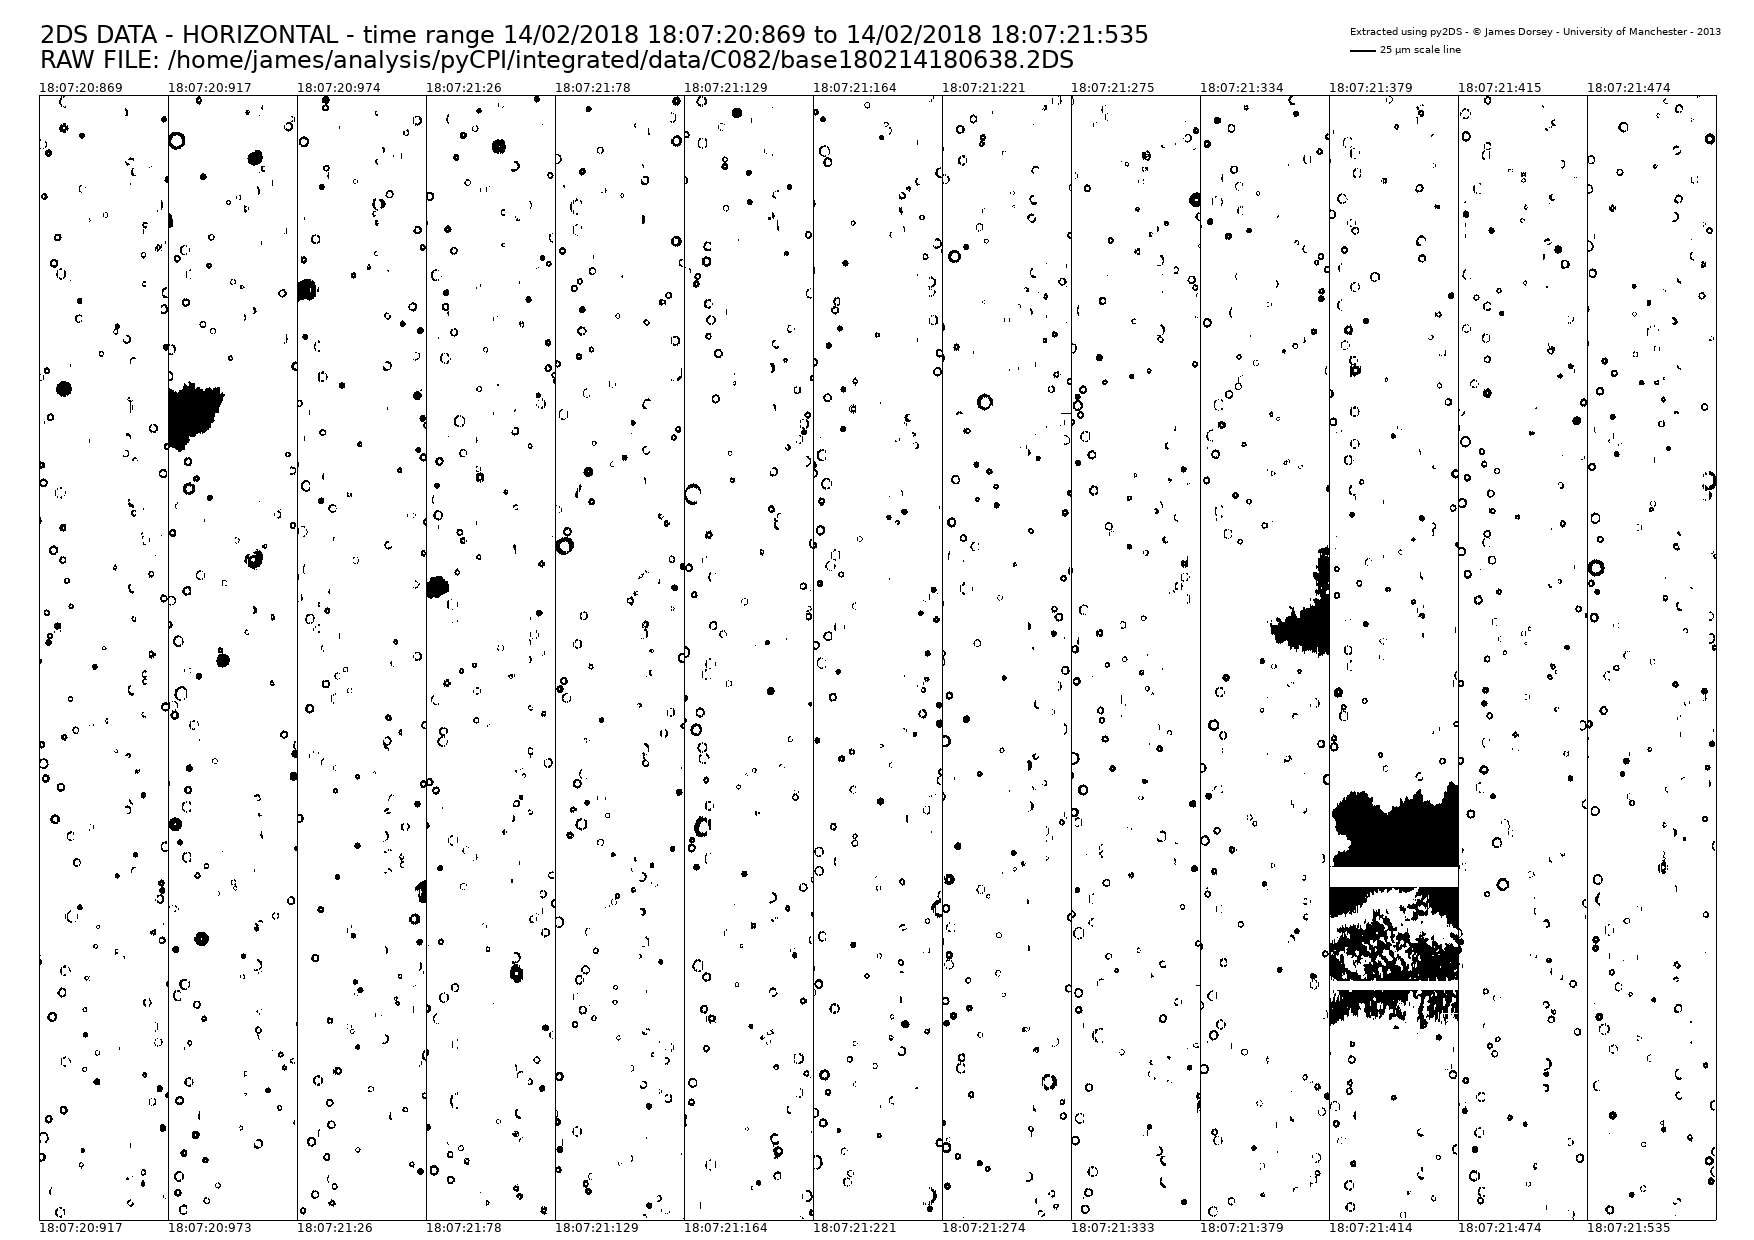 2DS DATA - HORIZONTAL - time range 14/02/2018 18:07:20:869 to 14/02/2018 18:07:21:535
RAW FILE: /home/james/analysis/pyCPI/integrated/data/C082/base180214180638.2DS
Extracted using py2DS - © James Dorsey - University of Manchester - 2013
25 µm scale line
18:07:20:869 18:07:20:917 18:07:20:974 18:07:21:26 18:07:21:78 18:07:21:129 18:07:21:164 18:07:21:221 18:07:21:275 18:07:21:334 18:07:21:379 18:07:21:415 18:07:21:474
18:07:20:917 18:07:20:973 18:07:21:26 18:07:21:78 18:07:21:129 18:07:21:164 18:07:21:221 18:07:21:274 18:07:21:333 18:07:21:379 18:07:21:414 18:07:21:474 18:07:21:535